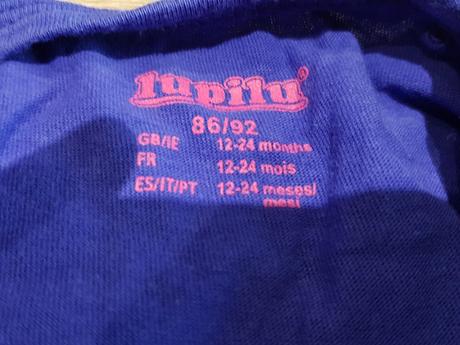 lupilu®
86/92
GB/IE 12-24 months
FR 12-24 mois
ES/IT/PT 12-24 meses/
mesi